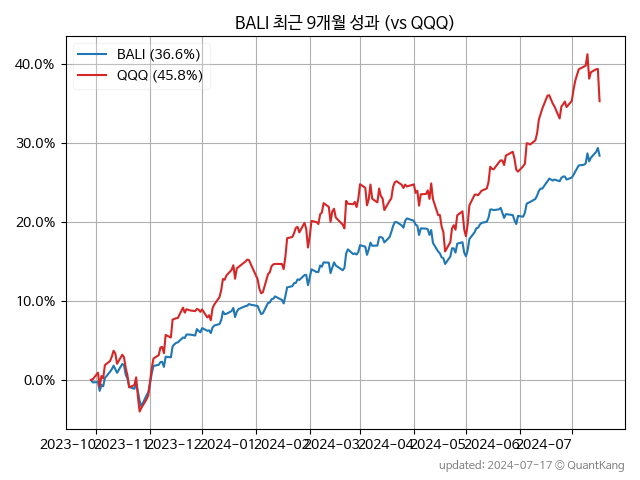 BALI 최근 9개월 성과 (vs QQQ)
BALI (36.6%)
QQQ (45.8%)
40.0%
30.0%
20.0%
10.0%
0.0%
2023-10 2023-11 2023-12 2024-01 2024-02 2024-03 2024-04 2024-05 2024-06 2024-07
updated: 2024-07-17 © QuantKang